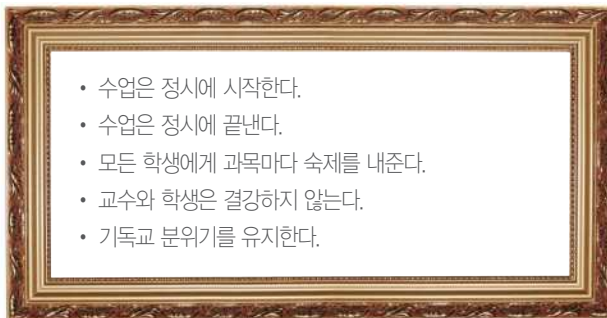 • 수업은 정시에 시작한다.
• 수업은 정시에 끝낸다.
• 모든 학생에게 과목마다 숙제를 내준다.
• 교수와 학생은 결강하지 않는다.
• 기독교 분위기를 유지한다.